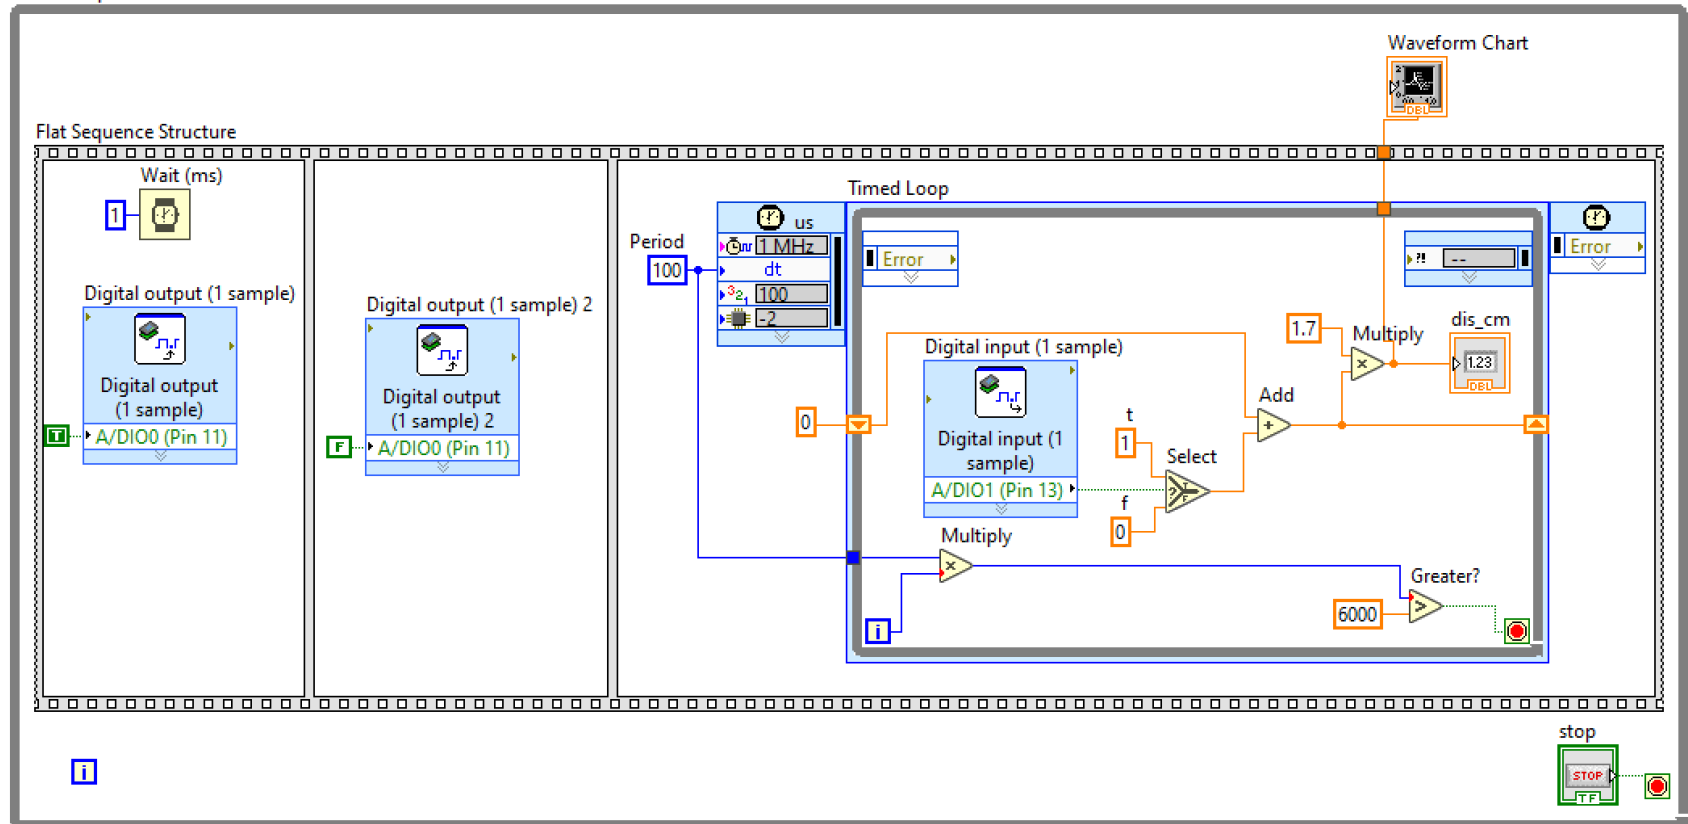 Waveform Chart
DBL
Flat Sequence Structure
Wait (ms)
1
Digital output (1 sample)
Digital output
(1 sample)
T
A/DIO0 (Pin 11)
Digital output (1 sample) 2
Digital output
(1 sample) 2
F
A/DIO0 (Pin 11)
Timed Loop
Period
100
us
1 MHz
dt
100
-2
Error
--
Error
Digital input (1 sample)
Digital input (1
sample)
A/DIO1 (Pin 13)
0
t
1
f
0
Select
Add
1.7
Multiply
dis_cm
1.23
DBL
Multiply
i
Greater?
6000
i
stop
STOP
TF